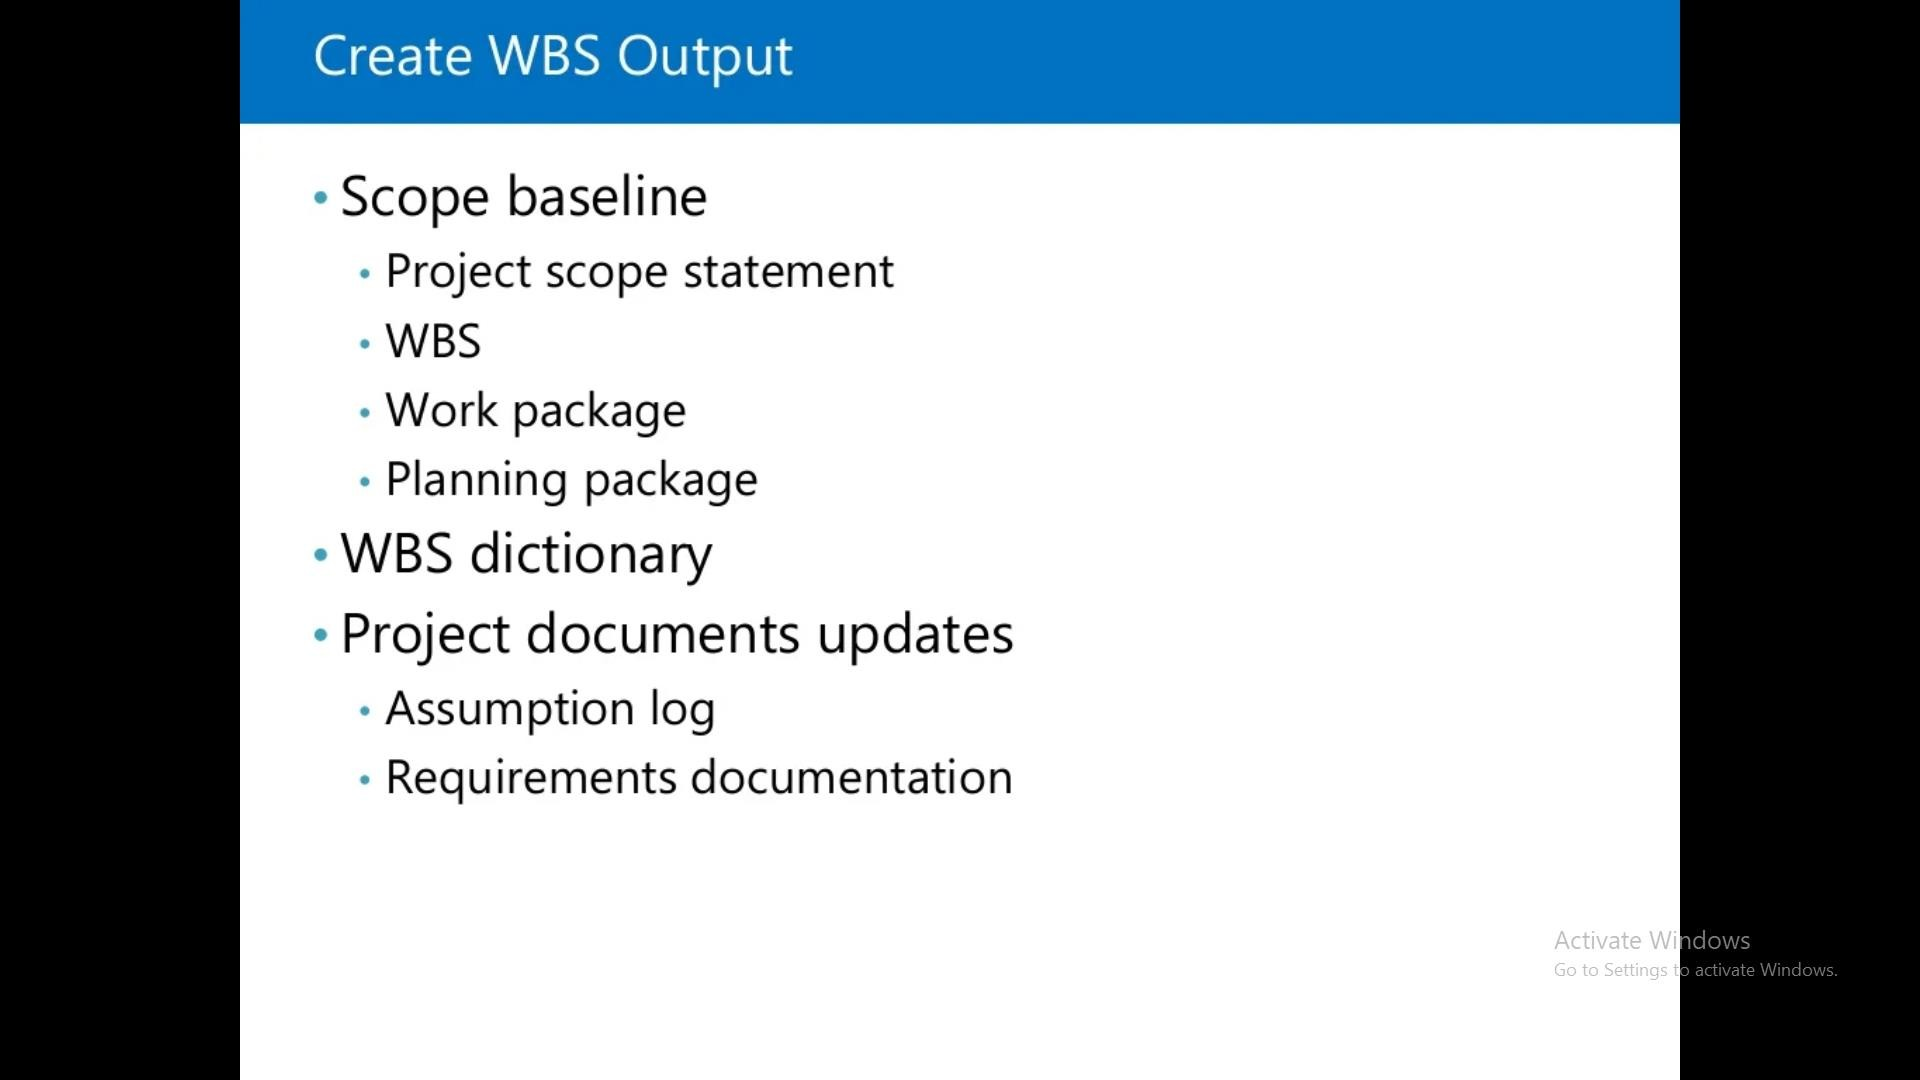 Create WBS Output
• Scope baseline
• Project scope statement
• WBS
• Work package
• Planning package
• WBS dictionary
• Project documents updates
• Assumption log
• Requirements documentation
Activate Windows
Go to Settings to activate Windows.